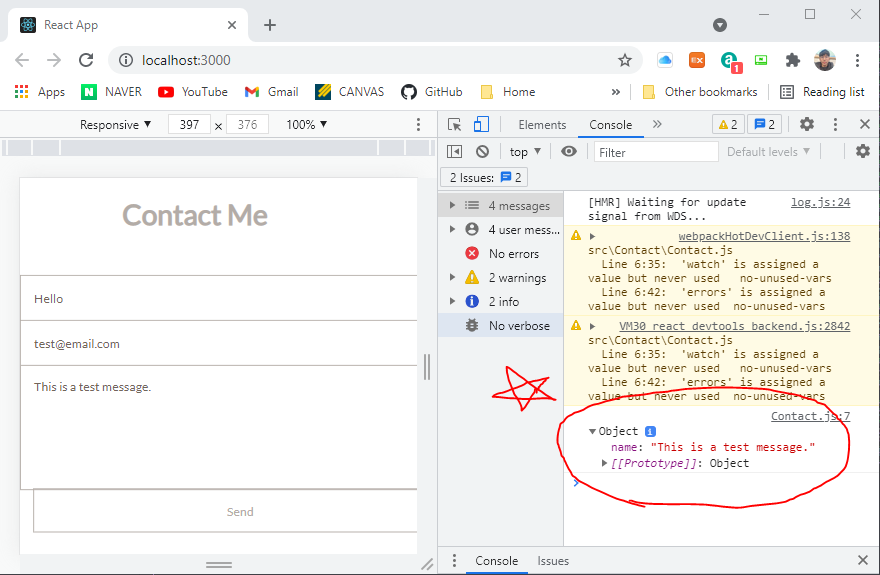 React App
localhost:3000
1
Apps NAVER YouTube Gmail CANVAS GitHub Home » Other bookmarks Reading list
Responsive ▼ 397 x 376 100% ▼
Elements Console » 2 2
top ▼ Filter Default levels ▼
2 Issues: 2
Contact Me
Hello
test@email.com
This is a test message.
Send
4 messages
4 user mess...
No errors
2 warnings
2 info
No verbose
[HMR] Waiting for update log.js:24
signal from WDS...
webpackHotDevClient.js:138
src\Contact\Contact.js
Line 6:35: 'watch' is assigned a
value but never used no-unused-vars
Line 6:42: 'errors' is assigned a
value but never used no-unused-vars
VM30 react_devtools_backend.js:2842
src\Contact\Contact.js
Line 6:35: 'watch' is assigned a
value but never used no-unused-vars
Line 6:42: 'errors' is assigned a
value but never used no-unused-vars
Contact.js:7
Object i
name: "This is a test message."
[[Prototype]]: Object
Console Issues